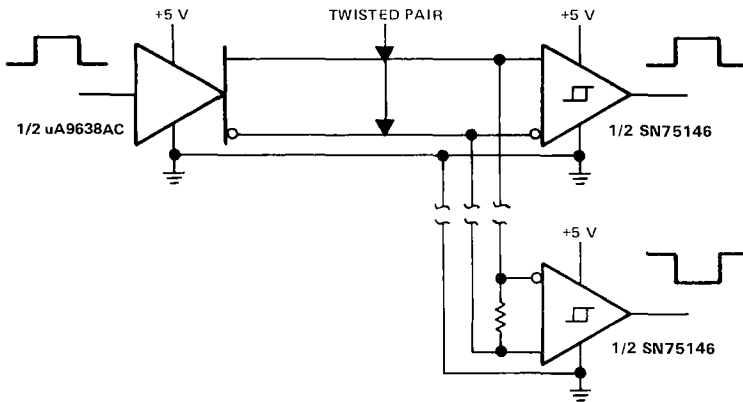 +5 V
TWISTED PAIR
+5 V
1/2 uA9638AC
1/2 SN75146
+5 V
1/2 SN75146